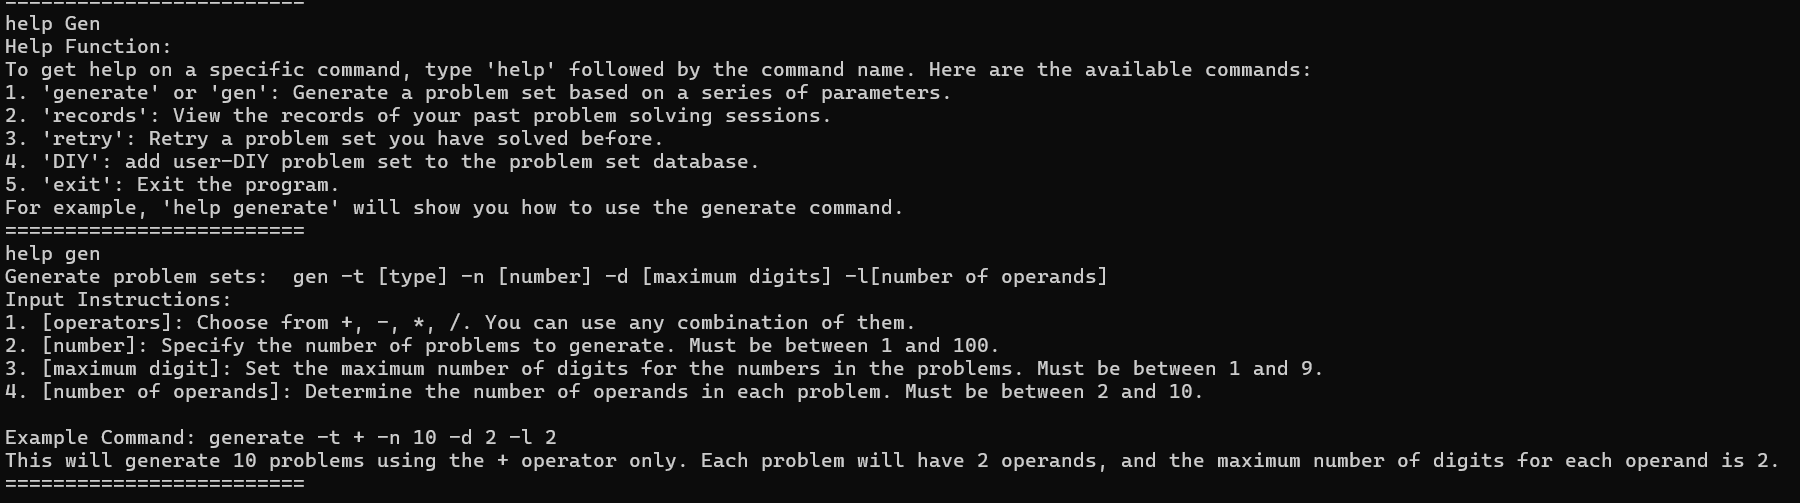 =========================
help Gen
Help Function:
To get help on a specific command, type 'help' followed by the command name. Here are the available commands:
1. 'generate' or 'gen': Generate a problem set based on a series of parameters.
2. 'records': View the records of your past problem solving sessions.
3. 'retry': Retry a problem set you have solved before.
4. 'DIY': add user-DIY problem set to the problem set database.
5. 'exit': Exit the program.
For example, 'help generate' will show you how to use the generate command.
=========================
help gen
Generate problem sets:  gen -t [type] -n [number] -d [maximum digits] -l[number of operands]
Input Instructions:
1. [operators]: Choose from +, -, *, /. You can use any combination of them.
2. [number]: Specify the number of problems to generate. Must be between 1 and 100.
3. [maximum digit]: Set the maximum number of digits for the numbers in the problems. Must be between 1 and 9.
4. [number of operands]: Determine the number of operands in each problem. Must be between 2 and 10.

Example Command: generate -t + -n 10 -d 2 -l 2
This will generate 10 problems using the + operator only. Each problem will have 2 operands, and the maximum number of digits for each operand is 2.
=========================